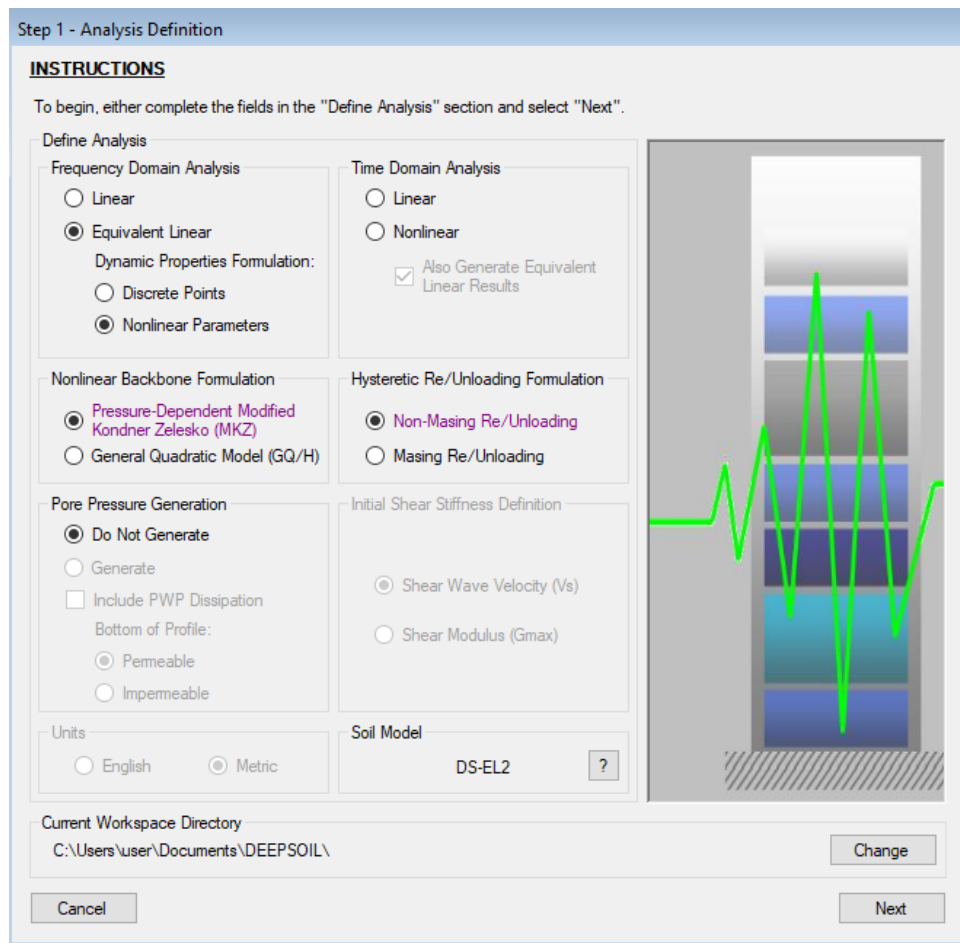 Step 1 - Analysis Definition
INSTRUCTIONS
To begin, either complete the fields in the "Define Analysis" section and select "Next".
Define Analysis
Frequency Domain Analysis
Linear
Equivalent Linear
Dynamic Properties Formulation:
Discrete Points
Nonlinear Parameters
Time Domain Analysis
Linear
Nonlinear
Also Generate Equivalent
Linear Results
Nonlinear Backbone Formulation
Pressure-Dependent Modified
Kondner Zelesko (MKZ)
General Quadratic Model (GQ/H)
Hysteretic Re/Unloading Formulation
Non-Masing Re/Unloading
Masing Re/Unloading
Pore Pressure Generation
Do Not Generate
Generate
Include PWP Dissipation
Bottom of Profile:
Permeable
Impermeable
Initial Shear Stiffness Definition
Shear Wave Velocity (Vs)
Shear Modulus (Gmax)
Units
English
Metric
Soil Model
DS-EL2
?
Current Workspace Directory
C:\Users\user\Documents\DEEPSOIL\
Change
Cancel
Next